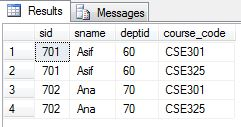 Results Messages
sid sname deptid course_code
1 701 Asif 60 CSE301
2 701 Asif 60 CSE325
3 702 Ana 70 CSE301
4 702 Ana 70 CSE325